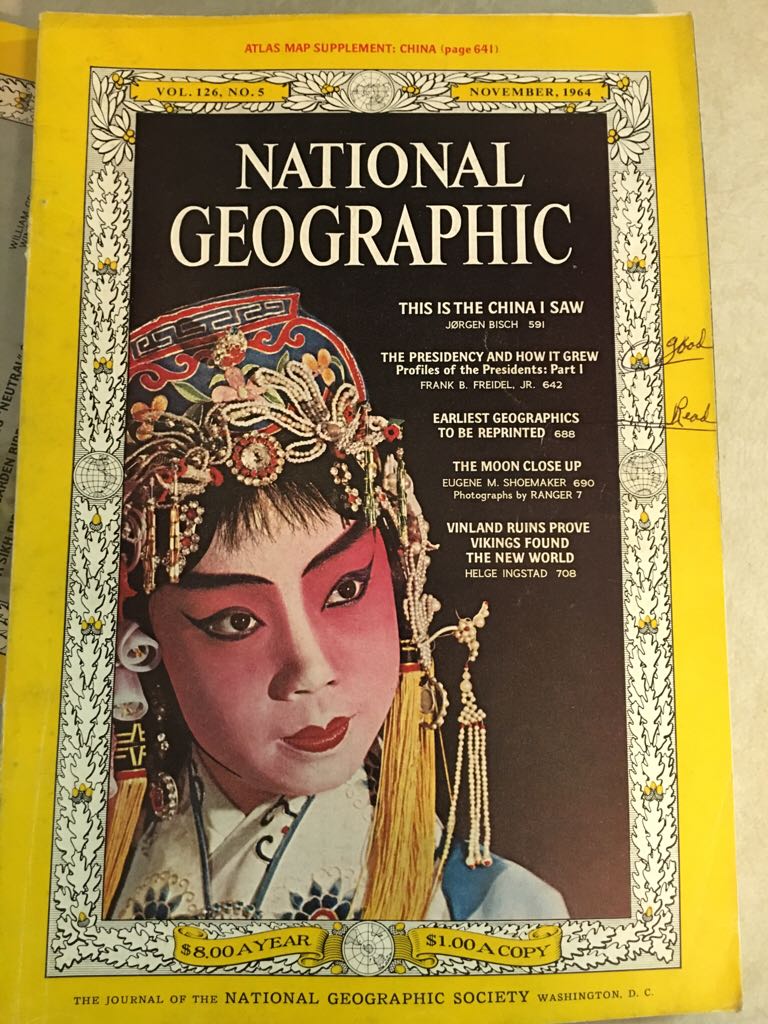 ATLAS MAP SUPPLEMENT: CHINA (page 641)
VOL. 126, NO. 5
NOVEMBER, 1964
NATIONAL
GEOGRAPHIC
THIS IS THE CHINA I SAW
JØRGEN BISCH 591
THE PRESIDENCY AND HOW IT GREW
Profiles of the Presidents: Part I
FRANK B. FREIDEL, JR. 642
good
EARLIEST GEOGRAPHICS
TO BE REPRINTED 688
Read
THE MOON CLOSE UP
EUGENE M. SHOEMAKER 690
Photographs by RANGER 7
VINLAND RUINS PROVE
VIKINGS FOUND
THE NEW WORLD
HELGE INGSTAD 708
$8.00 A YEAR
$1.00 A COPY
THE JOURNAL OF THE NATIONAL GEOGRAPHIC SOCIETY WASHINGTON, D. C.
WILLIAM
"NEUTRAL"
SIKH